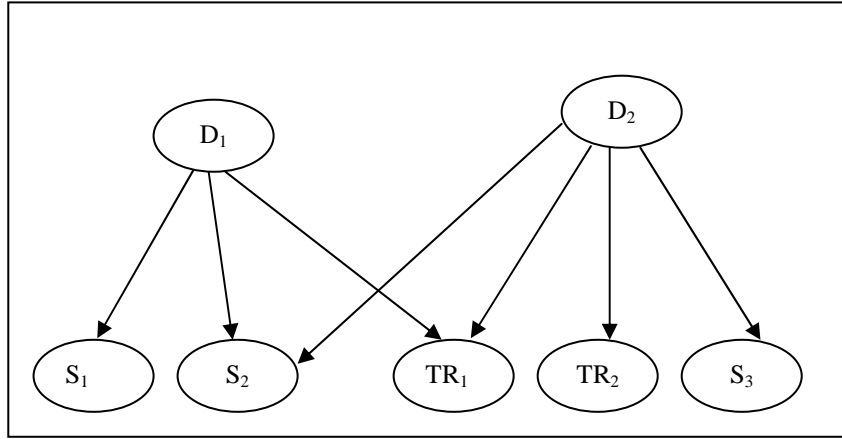 D₁
D₂
S₁
S₂
TR₁
TR₂
S₃